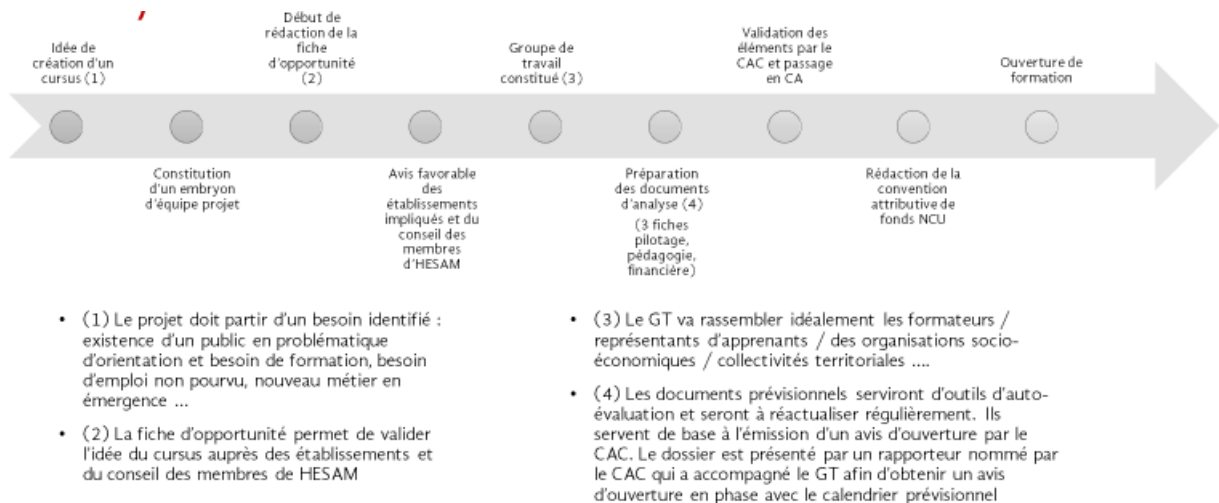 Idée de
création d'un
cursus (1)
Constitution
d'un embryon
d'équipe projet
Début de
rédaction de la
fiche
d'opportunité
(2)
Avis favorable
des
établissements
impliqués et du
conseil des
membres
d'HESAM
Groupe de
travail
constitué (3)
Préparation
des documents
d'analyse (4)
(3 fiches
pilotage,
pédagogie,
financière)
Validation des
éléments par le
CAC et passage
en CA
Rédaction de la
convention
attributive de
fonds NCU
Ouverture de
formation
• (1) Le projet doit partir d'un besoin identifié :
existence d'un public en problématique
d'orientation et besoin de formation, besoin
d'emploi non pourvu, nouveau métier en
émergence ...
• (2) La fiche d'opportunité permet de valider
l'idée du cursus auprès des établissements et
du conseil des membres de HESAM
• (3) Le GT va rassembler idéalement les formateurs /
représentants d'apprenants / des organisations socio-
économiques / collectivités territoriales ....
• (4) Les documents prévisionnels serviront d'outils d'auto-
évaluation et seront à réactualiser régulièrement. Ils
servent de base à l'émission d'un avis d'ouverture par le
CAC. Le dossier est présenté par un rapporteur nommé par
le CAC qui a accompagné le GT afin d'obtenir un avis
d'ouverture en phase avec le calendrier prévisionnel